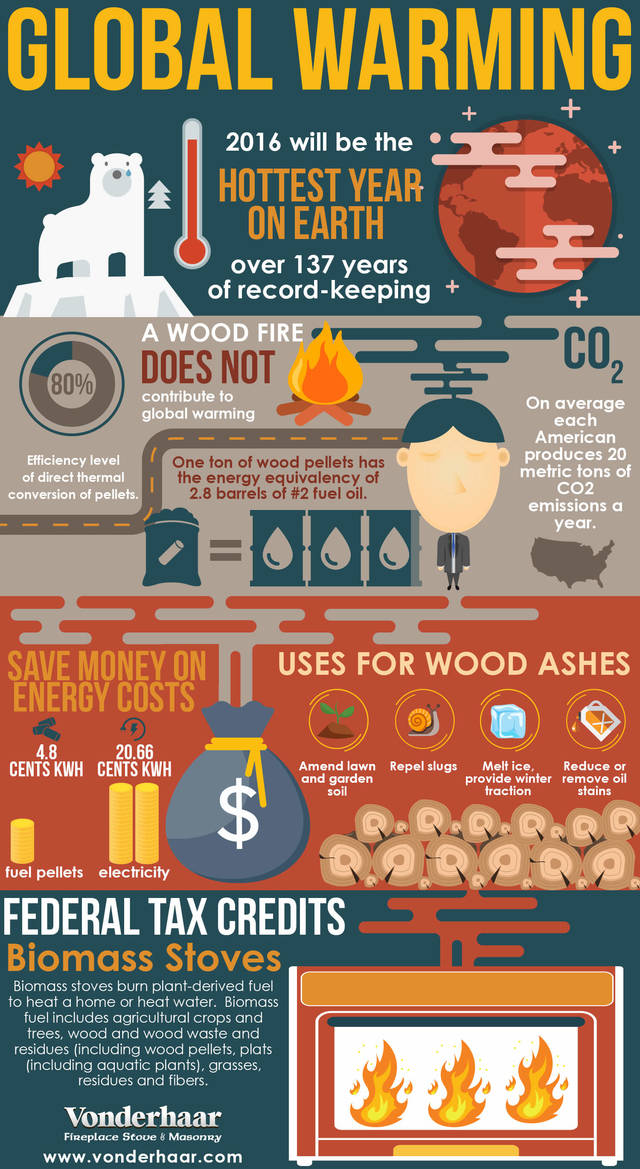 GLOBAL WARMING
2016 will be the
HOTTEST YEAR
ON EARTH
over 137 years
of record-keeping
80%
Efficiency level
of direct thermal
conversion of pellets.
A WOOD FIRE
DOES NOT
contribute to
global warming
One ton of wood pellets has
the energy equivalency of
2.8 barrels of #2 fuel oil.
=
CO2
On average
each
American
produces 20
metric tons of
CO2
emissions a
year.
SAVE MONEY ON
ENERGY COSTS
4.8
CENTS KWH
20.66
CENTS KWH
fuel pellets
electricity
$
USES FOR WOOD ASHES
Amend lawn
and garden
soil
Repel slugs
Melt ice,
provide winter
traction
Reduce or
remove oil
stains
FEDERAL TAX CREDITS
Biomass Stoves
Biomass stoves burn plant-derived fuel
to heat a home or heat water. Biomass
fuel includes agricultural crops and
trees, wood and wood waste and
residues (including wood pellets, plats
(including aquatic plants), grasses,
residues and fibers.
Vonderhaar
Fireplace Stove & Masonry
www.vonderhaar.com